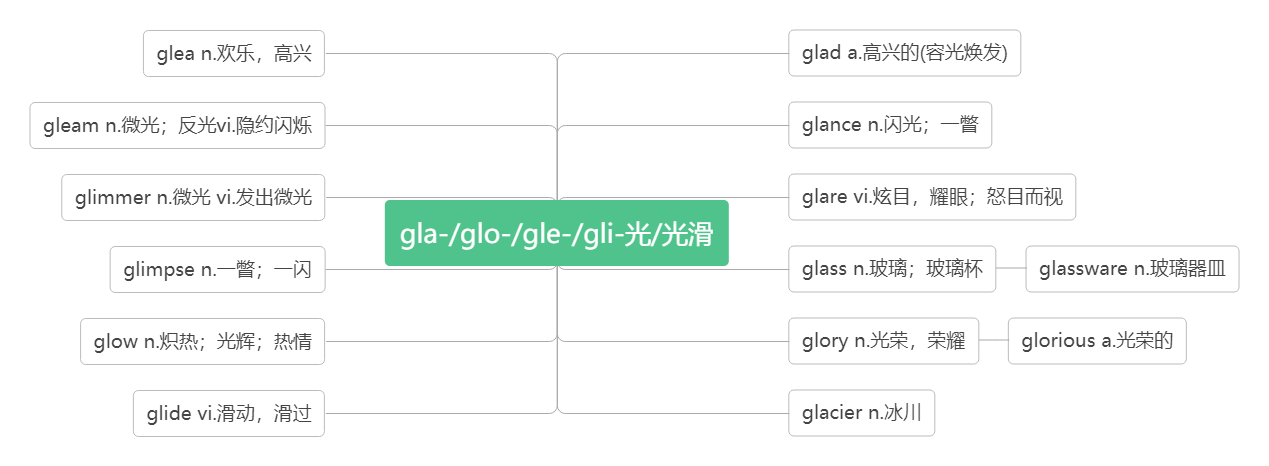 gla-/glo-/gle-/gli-光/光滑
glea n.欢乐，高兴
gleam n.微光；反光vi.隐约闪烁
glimmer n.微光 vi.发出微光
glimpse n.一瞥；一闪
glow n.炽热；光辉；热情
glide vi.滑动，滑过
glad a.高兴的(容光焕发)
glance n.闪光；一瞥
glare vi.炫目，耀眼；怒目而视
glass n.玻璃；玻璃杯
glassware n.玻璃器皿
glory n.光荣，荣耀
glorious a.光荣的
glacier n.冰川